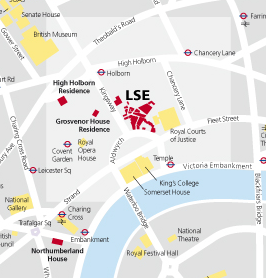 Senate House
British Museum
Gower Street
Theobald's Road
Chancery Lane
High Holborn
Holborn
High Holborn
Residence
Kingsway
LSE
Chancery Lane
Grosvenor House
Residence
Fleet Street
Royal Courts
of Justice
Charing Cross Road
Covent
Garden
Royal
Opera
House
Aldwych
Temple
Victoria Embankment
Leicester Sq
King's College
Somerset House
Strand
National
Gallery
Charing
Cross
Trafalgar Sq
Waterloo Bridge
Blackfriars Bridge
Embankment
Northumberland
House
National
Theatre
Royal Festival Hall